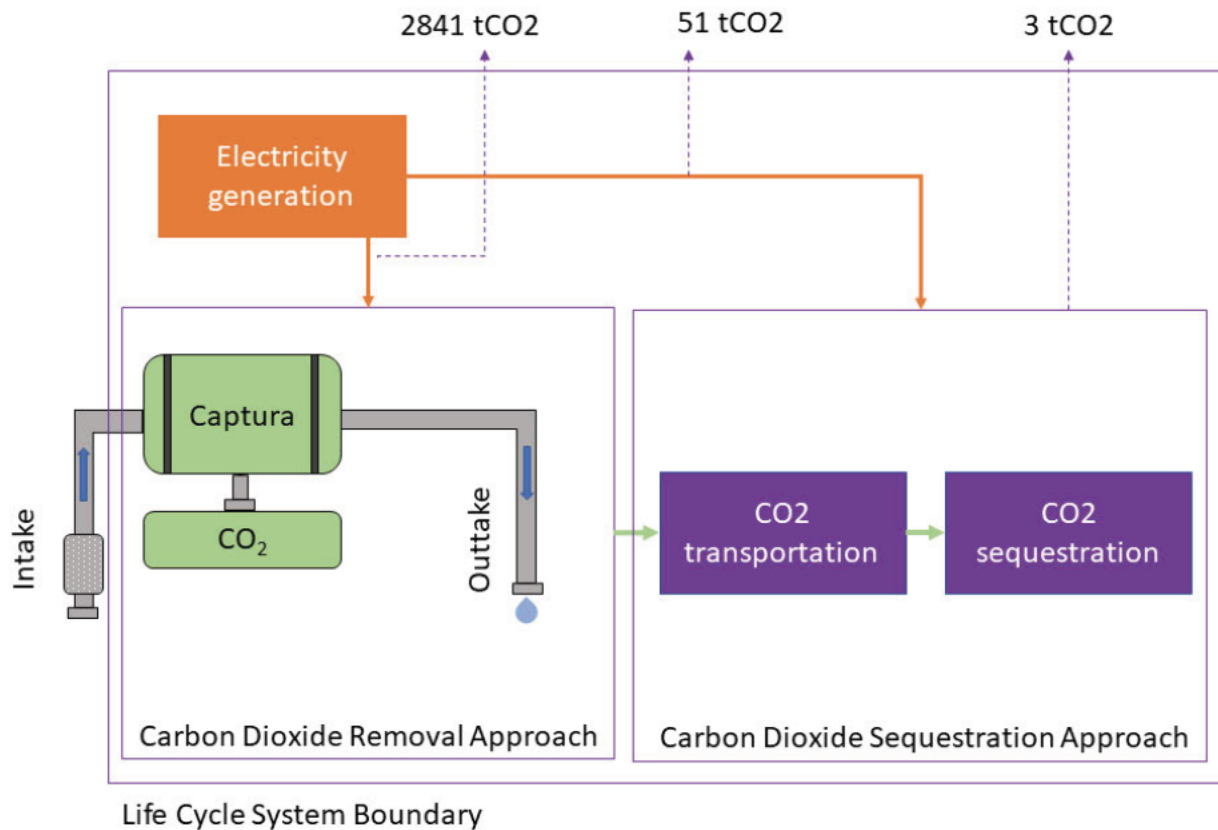 2841 tCO2
51 tCO2
3 tCO2
Electricity
generation
Captura
CO₂
Intake
Outtake
CO2
transportation
CO2
sequestration
Carbon Dioxide Removal Approach
Carbon Dioxide Sequestration Approach
Life Cycle System Boundary